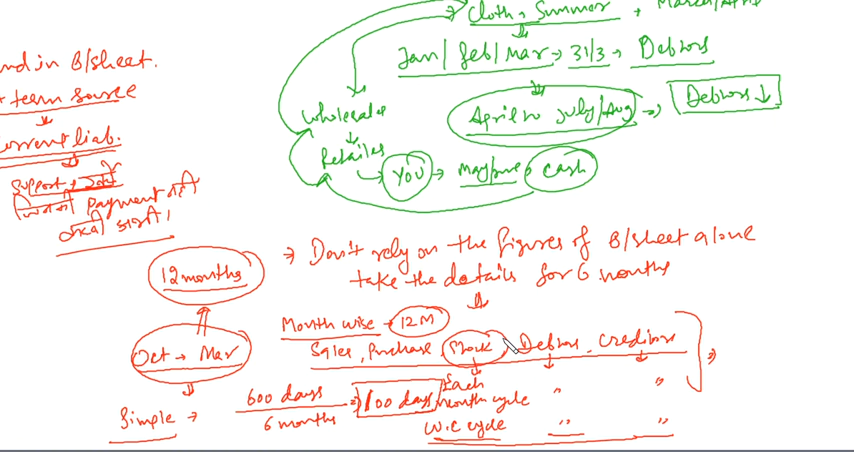 Cloth, Summer
Jan/Feb/Mar → 31/3 → Debtors
nd in B/sheet.
term source
wholesaler
April to July/Aug ⇒ Debtors ↓
current liab.
Retailer
YOU → May/June, cash
support
payment
Don't rely on the figures of B/sheet alone
12 months
take the details for 6 months
Month wise → 12M
Oct → Mar
Sales, Purchase, Stock, Debtors, Creditors
Each
600 days ⇒ 100 days, month cycle " "
Simple →
6 months
W.C cycle " "